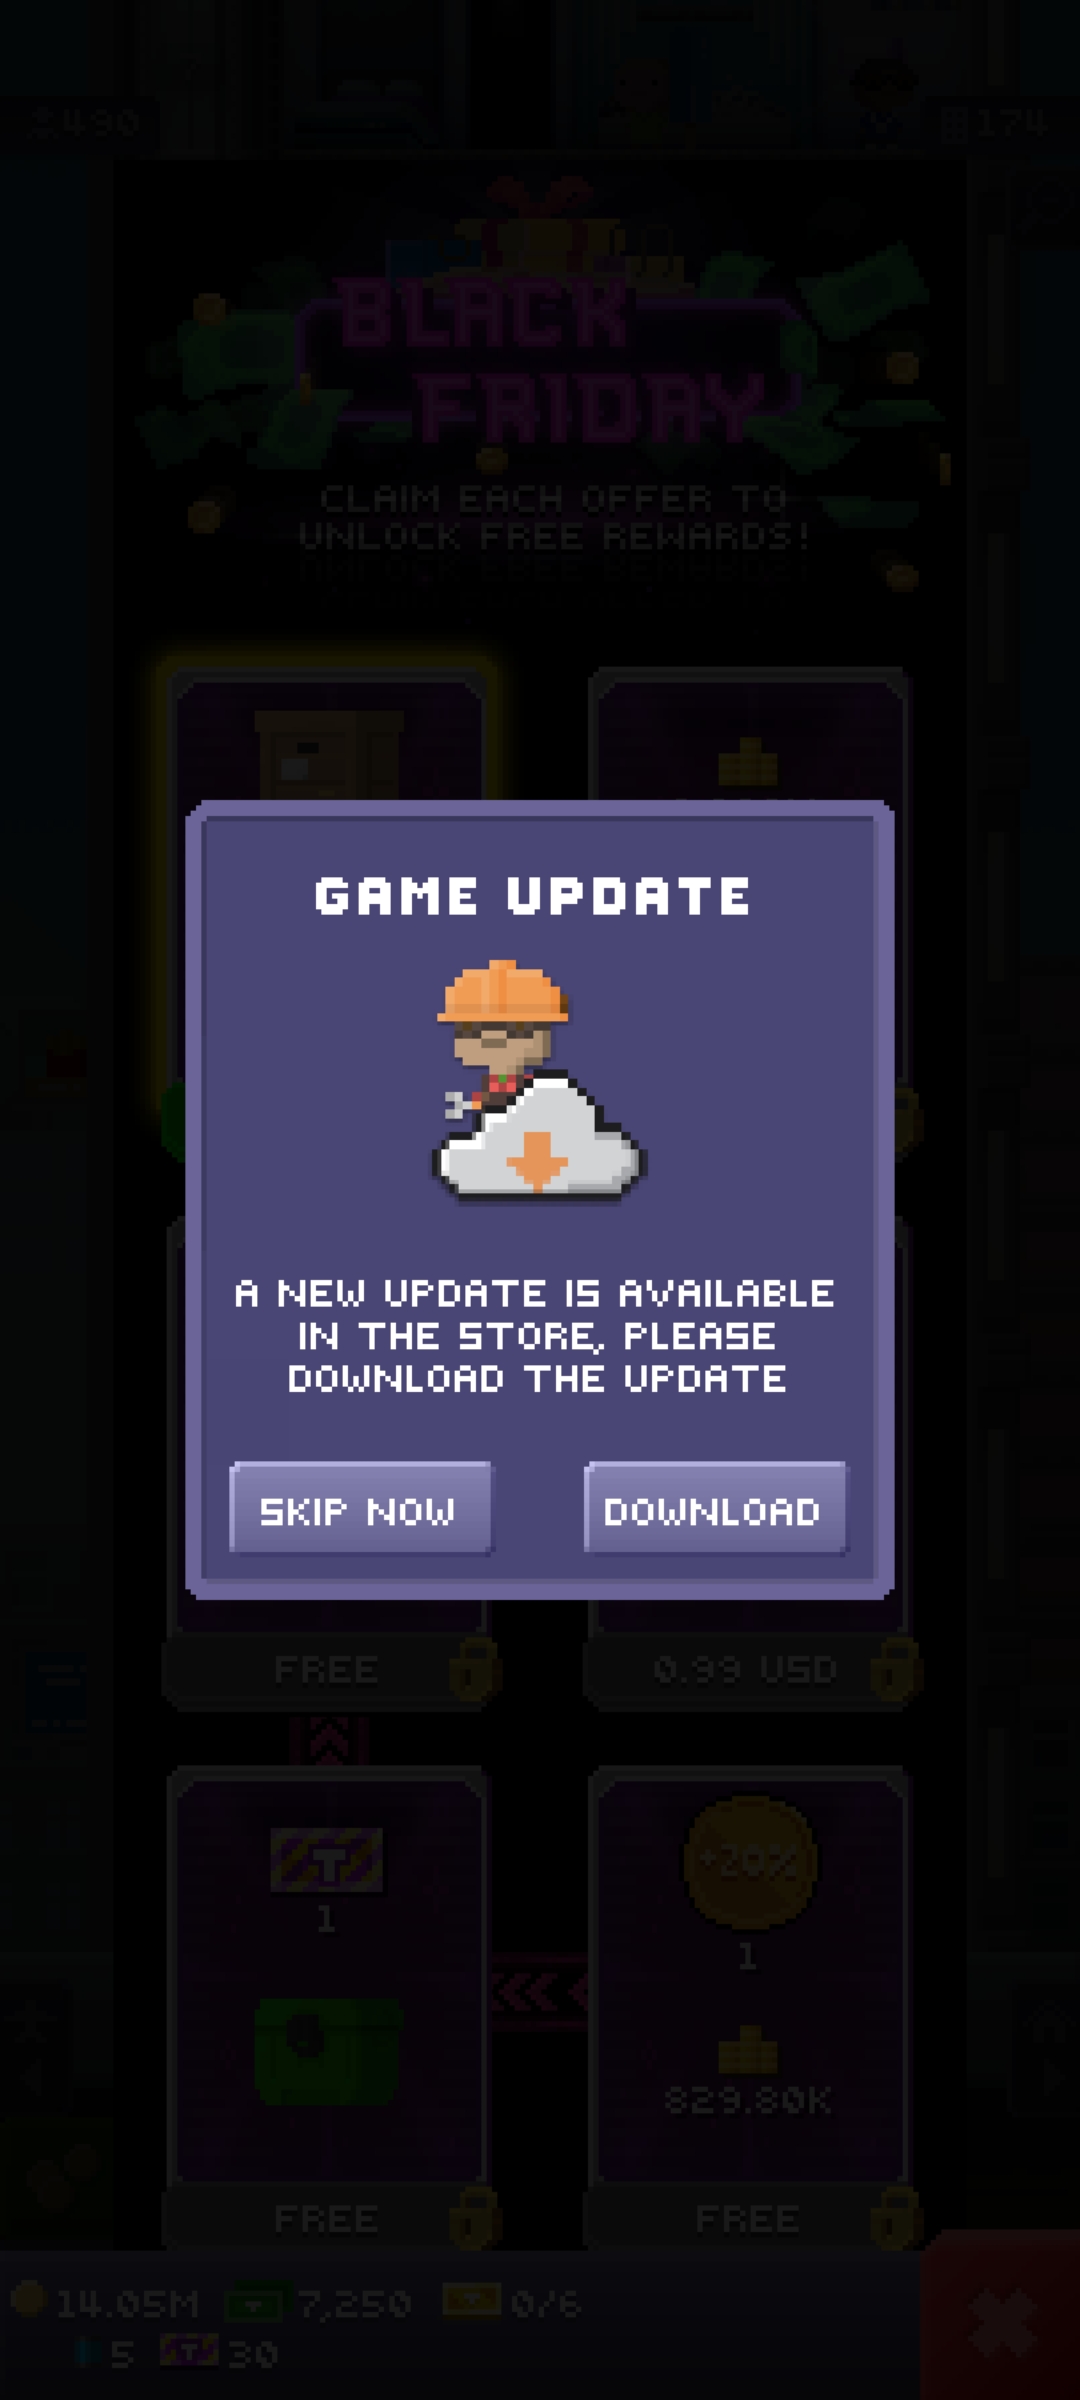 490
174
BLACK
FRIDAY
CLAIM EACH OFFER TO
UNLOCK FREE REWARDS!
GAME UPDATE
A NEW UPDATE IS AVAILABLE
IN THE STORE, PLEASE
DOWNLOAD THE UPDATE
SKIP NOW
DOWNLOAD
FREE
0.99 USD
T
1
+20%
1
829.80K
FREE
FREE
14.05M
7,250
0/6
5
T
30